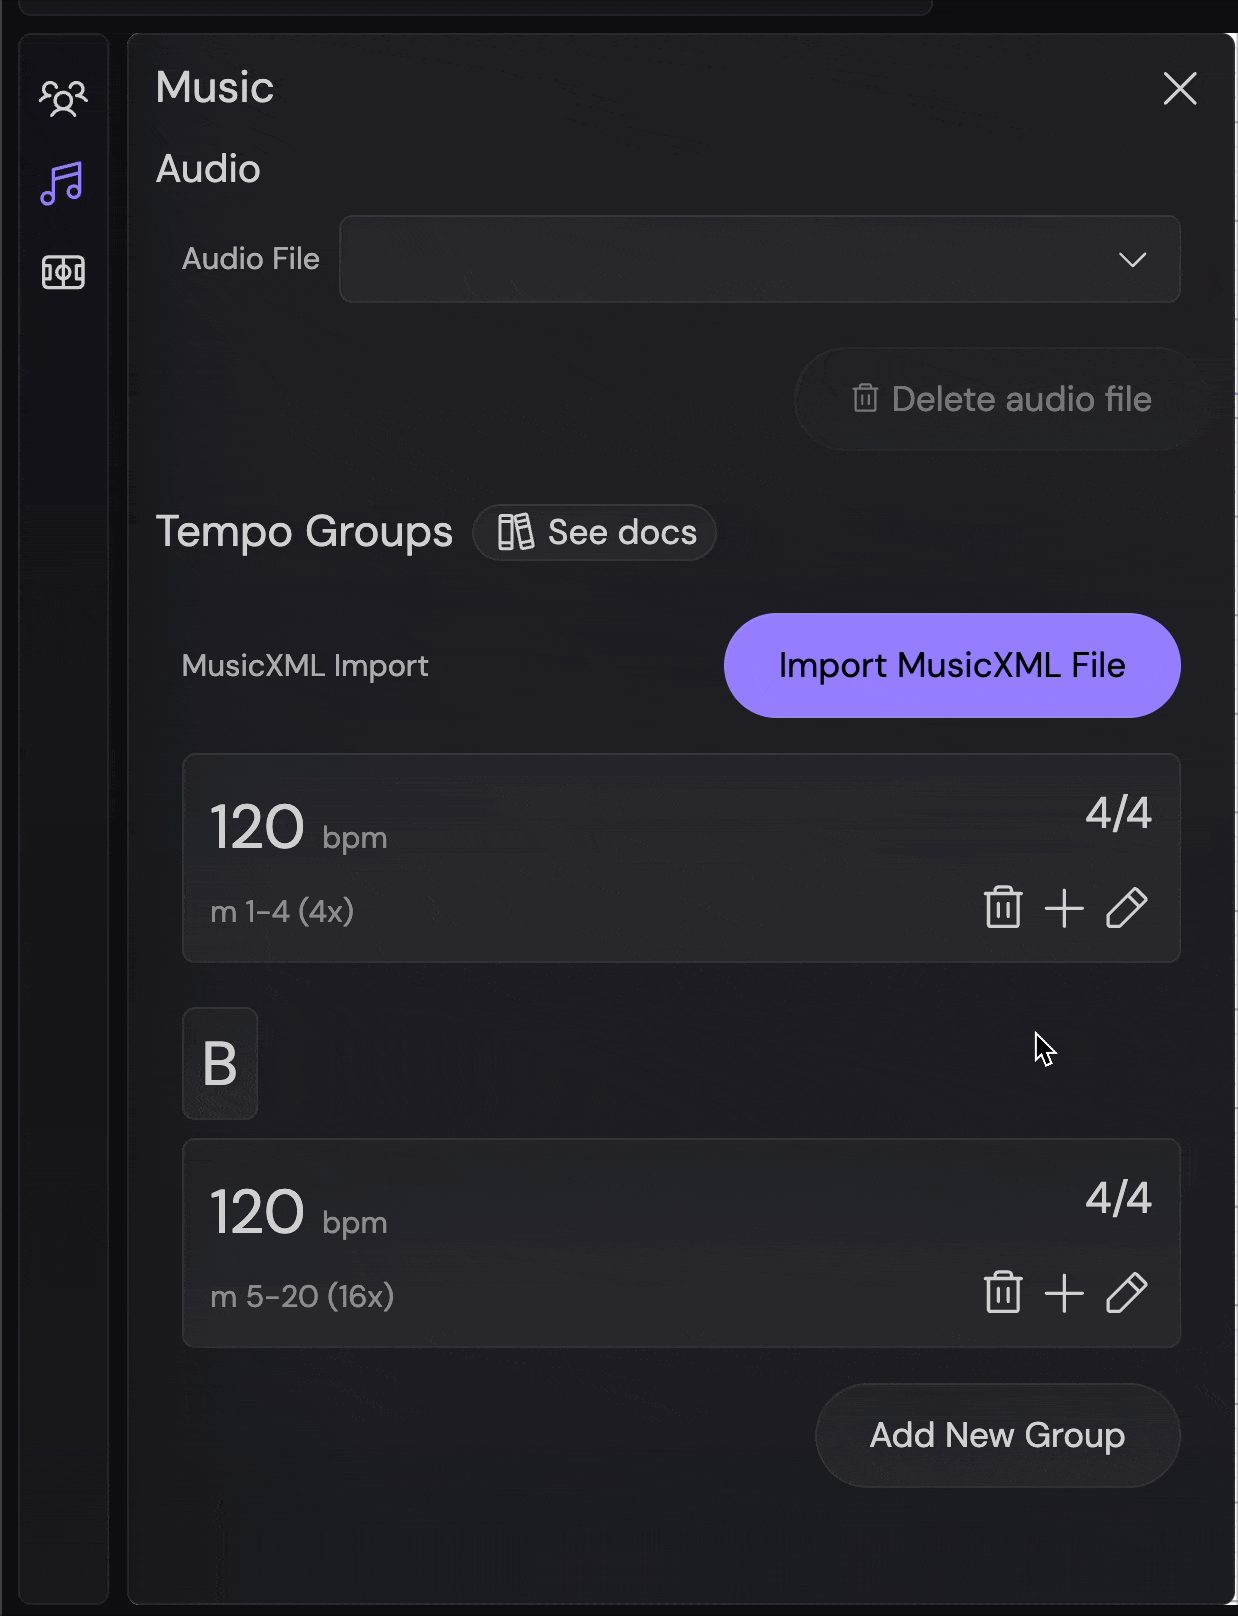 Music
Audio
Audio File
Delete audio file
Tempo Groups
See docs
MusicXML Import
Import MusicXML File
120 bpm
4/4
m 1-4 (4x)
B
120 bpm
4/4
m 5-20 (16x)
Add New Group